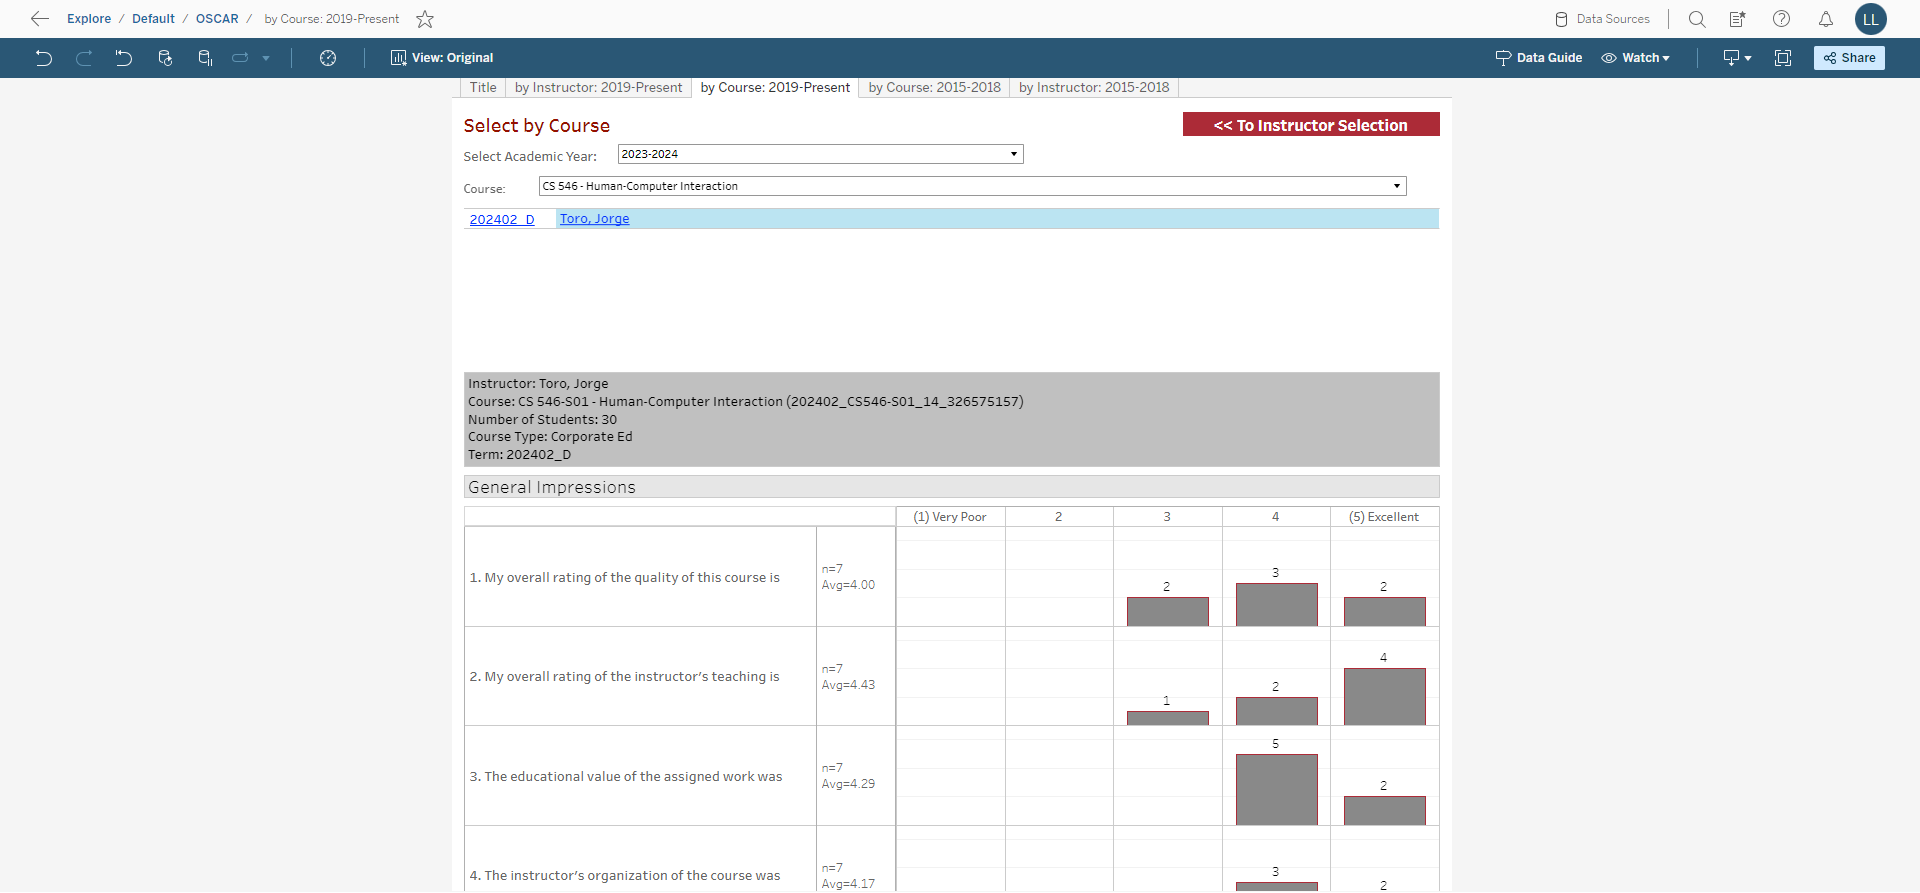 Explore / Default / OSCAR / by Course: 2019-Present
Data Sources
LL
View: Original
Data Guide
Watch
Share
Title
by Instructor: 2019-Present
by Course: 2019-Present
by Course: 2015-2018
by Instructor: 2015-2018
Select by Course
<< To Instructor Selection
Select Academic Year: 2023-2024
Course: CS 546 - Human-Computer Interaction
202402_D Toro, Jorge
Instructor: Toro, Jorge
Course: CS 546-S01 - Human-Computer Interaction (202402_CS546-S01_14_326575157)
Number of Students: 30
Course Type: Corporate Ed
Term: 202402_D
General Impressions
(1) Very Poor 2 3 4 (5) Excellent
1. My overall rating of the quality of this course is
n=7
Avg=4.00
2 3 2
2. My overall rating of the instructor's teaching is
n=7
Avg=4.43
1 2 4
3. The educational value of the assigned work was
n=7
Avg=4.29
5 2
4. The instructor's organization of the course was
n=7
Avg=4.17
3 2